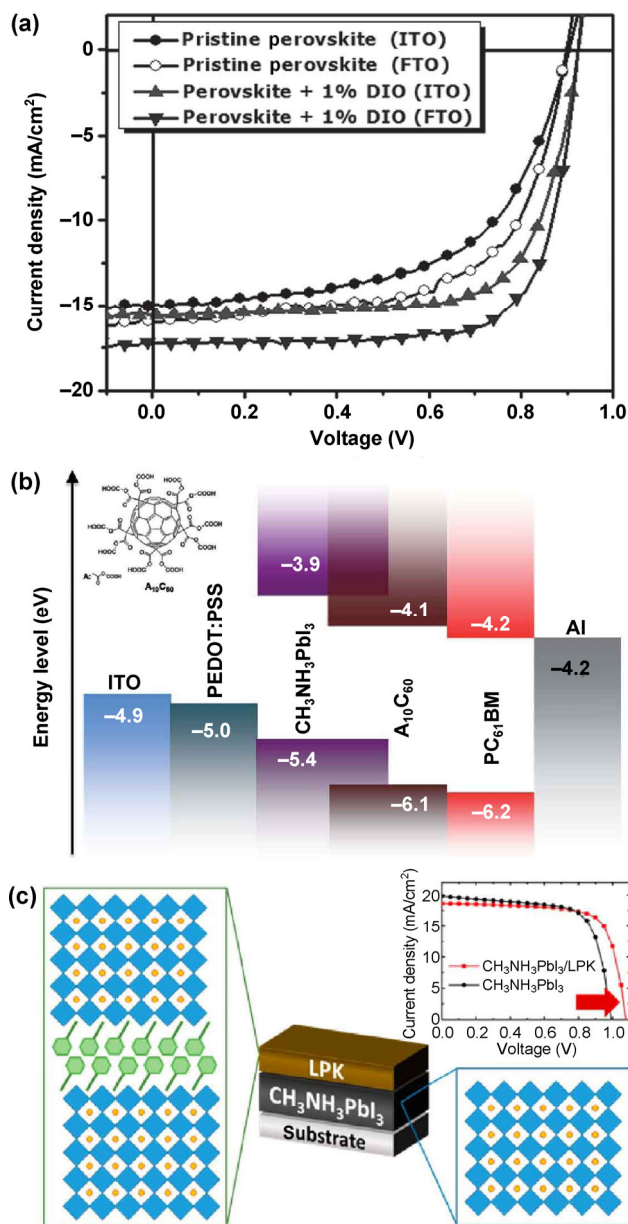 (a)
Pristine perovskite (ITO)
Pristine perovskite (FTO)
Perovskite + 1% DIO (ITO)
Perovskite + 1% DIO (FTO)
Current density (mA/cm²)
0
–5
–10
–15
–20
0.0 0.2 0.4 0.6 0.8 1.0
Voltage (V)
(b)
Energy level (eV)
A:
COOH
A₁₀C₆₀
ITO
–4.9
PEDOT:PSS
–5.0
CH₃NH₃PbI₃
–3.9
–5.4
A₁₀C₆₀
–4.1
–6.1
PC₆₁BM
–4.2
–6.2
Al
–4.2
(c)
LPK
CH₃NH₃PbI₃
Substrate
Current density (mA/cm²)
20
15
10
5
0
CH₃NH₃PbI₃/LPK
CH₃NH₃PbI₃
0.0 0.2 0.4 0.6 0.8 1.0
Voltage (V)